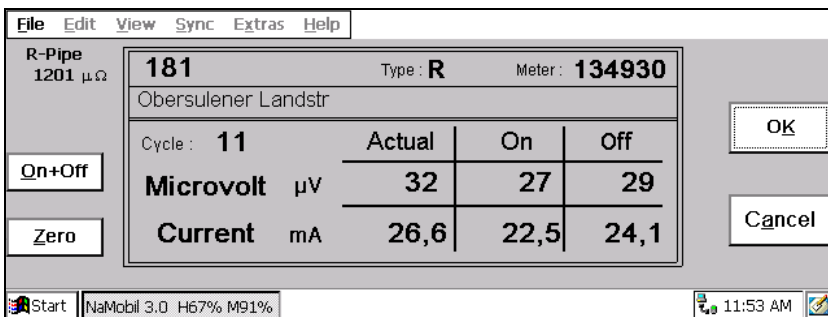 File Edit View Sync Extras Help
R-Pipe
1201 μΩ
181 Type : R Meter : 134930
Obersulener Landstr
Cycle : 11 Actual On Off
Microvolt μV 32 27 29
Current mA 26,6 22,5 24,1
On+Off
Zero
OK
Cancel
Start NaMobil 3.0 H67% M91% 11:53 AM